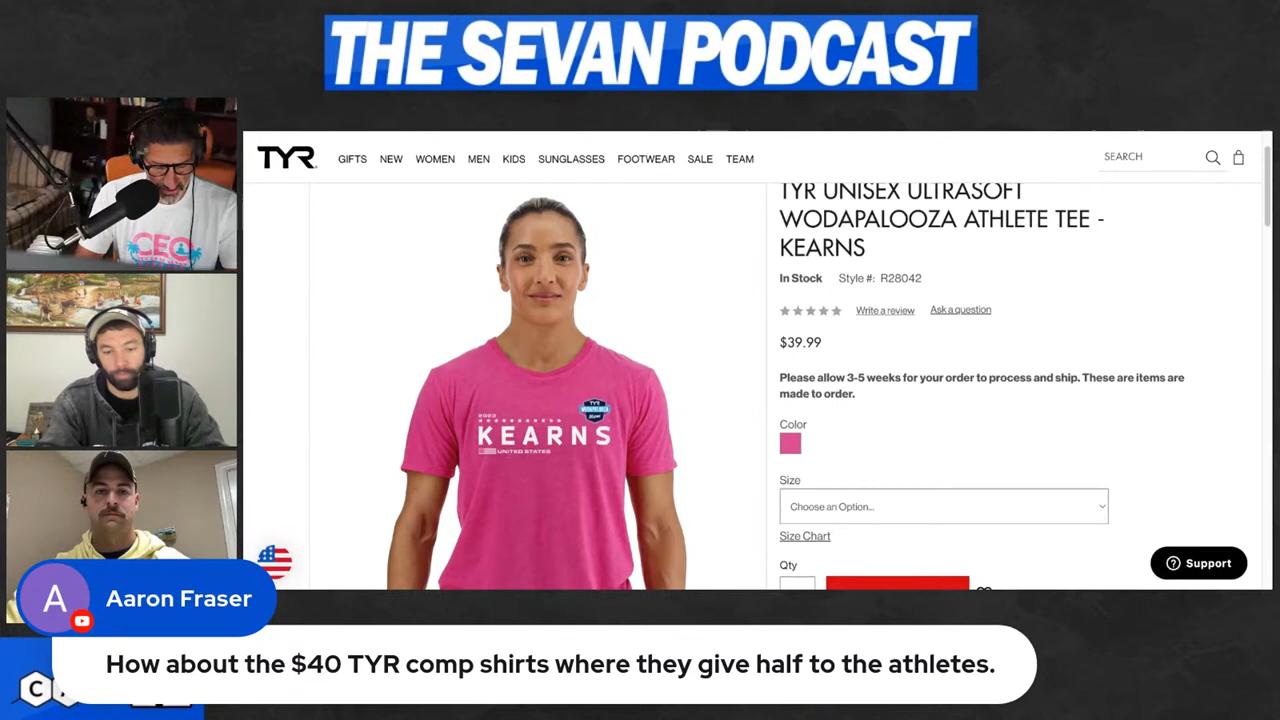 THE SEVAN PODCAST
TYR
GIFTS NEW WOMEN MEN KIDS SUNGLASSES FOOTWEAR SALE TEAM
SEARCH
CEO
TYR UNISEX ULTRASOFT
WODAPALOOZA ATHLETE TEE -
KEARNS
In Stock Style #: R28042
Write a review Ask a question
$39.99
Please allow 3-5 weeks for your order to process and ship. These are items are
made to order.
Color
Size
Choose an Option...
Size Chart
Qty
Support
2023
TYR
WODAPALOOZA
KEARNS
UNITED STATES
A
Aaron Fraser
How about the $40 TYR comp shirts where they give half to the athletes.
C